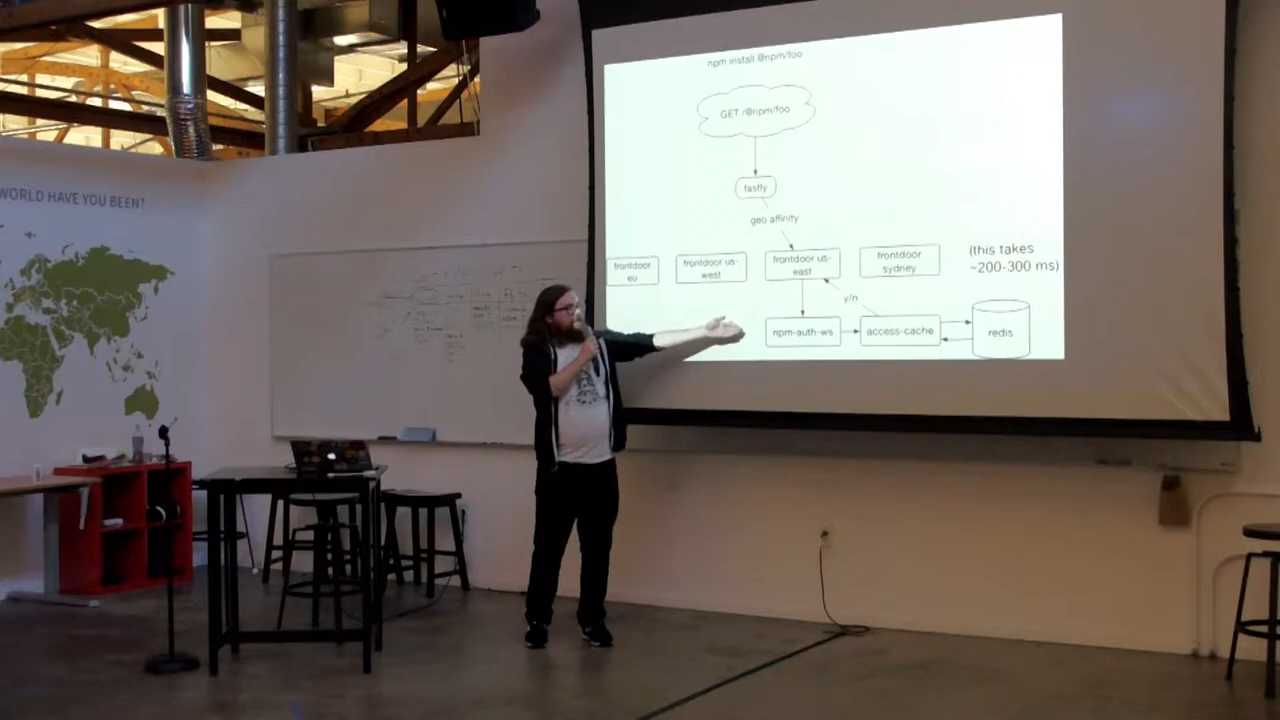 WORLD HAVE YOU BEEN?
npm install @npm/foo
GET /@npm/foo
fastly
geo affinity
frontdoor
eu
frontdoor us-
west
frontdoor us-
east
frontdoor
sydney
(this takes
~200-300 ms)
y/n
npm-auth-ws
access-cache
redis